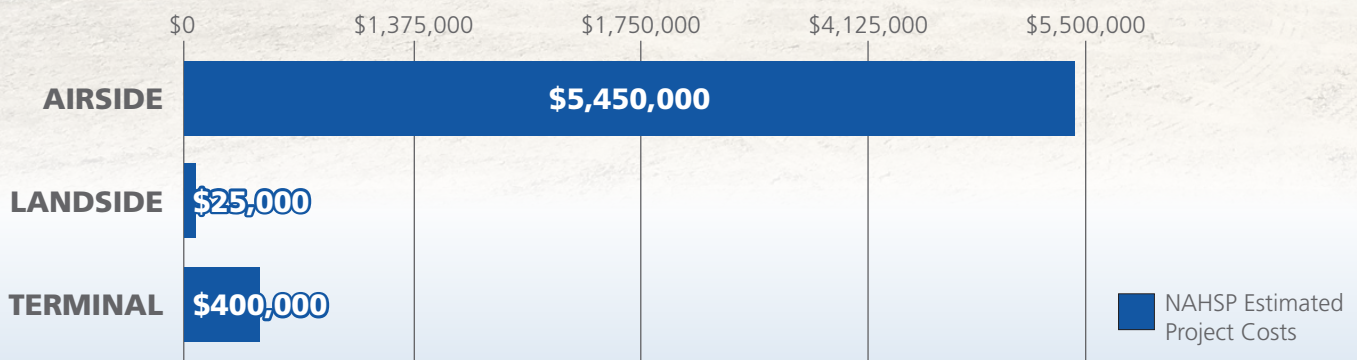 $0 $1,375,000 $1,750,000 $4,125,000 $5,500,000
AIRSIDE $5,450,000
LANDSIDE $25,000
TERMINAL $400,000
NAHSP Estimated
Project Costs